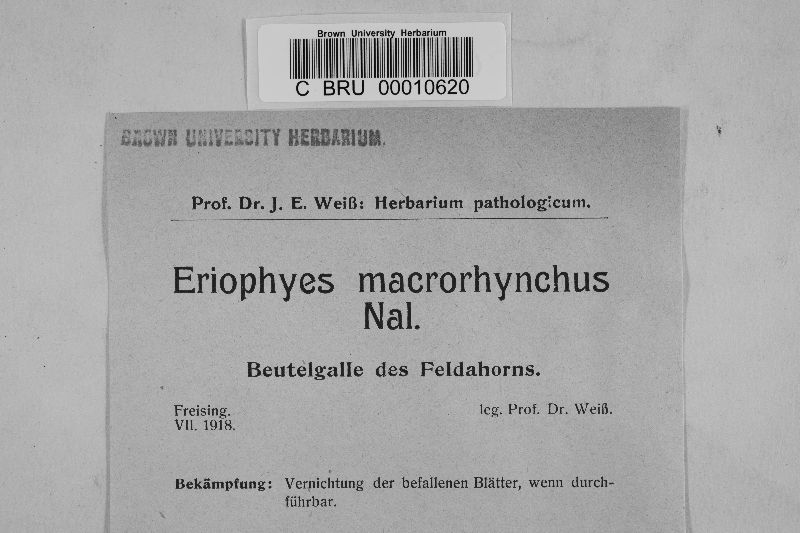 Brown University Herbarium
C BRU 00010620
BROWN UNIVERSITY HERBARIUM.
Prof. Dr. J. E. Weiß: Herbarium pathologicum.
Eriophyes macrorhynchus
Nal.
Beutelgalle des Feldahorns.
Freising. leg. Prof. Dr. Weiß.
VII. 1918.
Bekämpfung: Vernichtung der befallenen Blätter, wenn durch-
führbar.